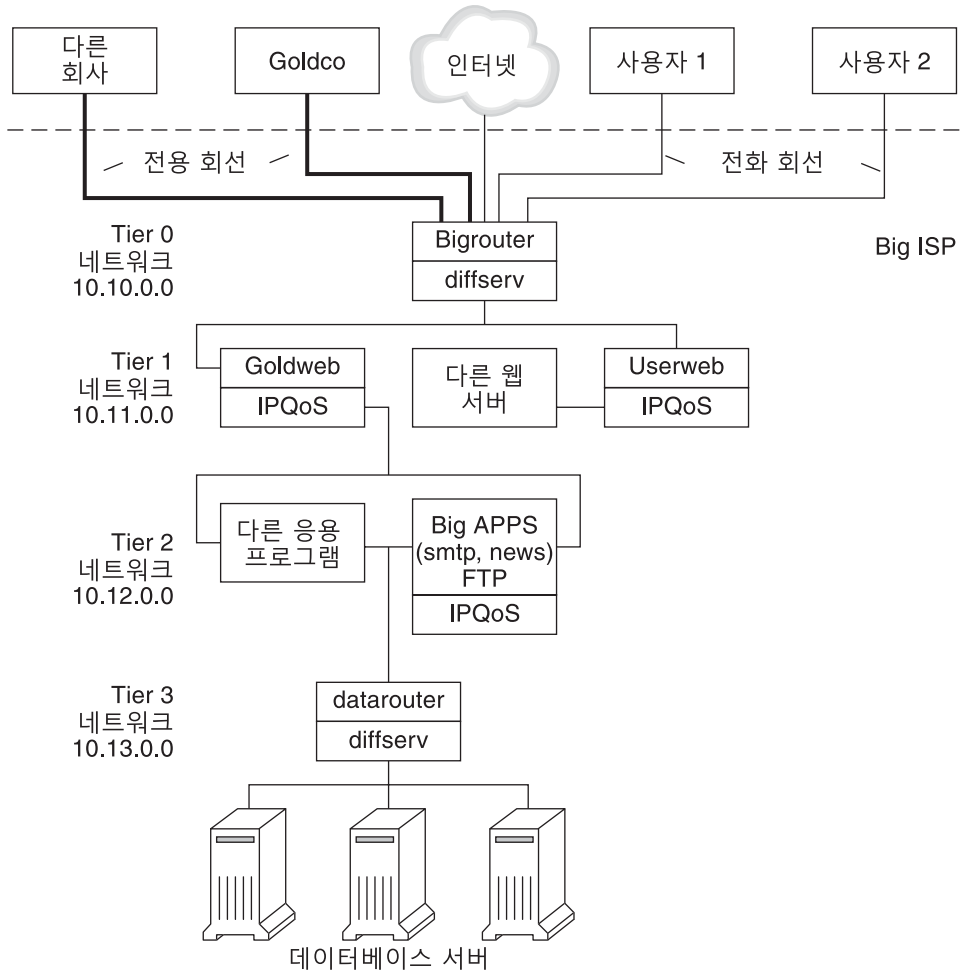 다른
회사
Goldco
인터넷
사용자 1
사용자 2
전용 회선
전화 회선
Tier 0
네트워크
10.10.0.0
Bigrouter
diffserv
Big ISP
Tier 1
네트워크
10.11.0.0
Goldweb
IPQoS
다른 웹
서버
Userweb
IPQoS
Tier 2
네트워크
10.12.0.0
다른 응용
프로그램
Big APPS
(smtp, news)
FTP
IPQoS
Tier 3
네트워크
10.13.0.0
datarouter
diffserv
데이터베이스 서버